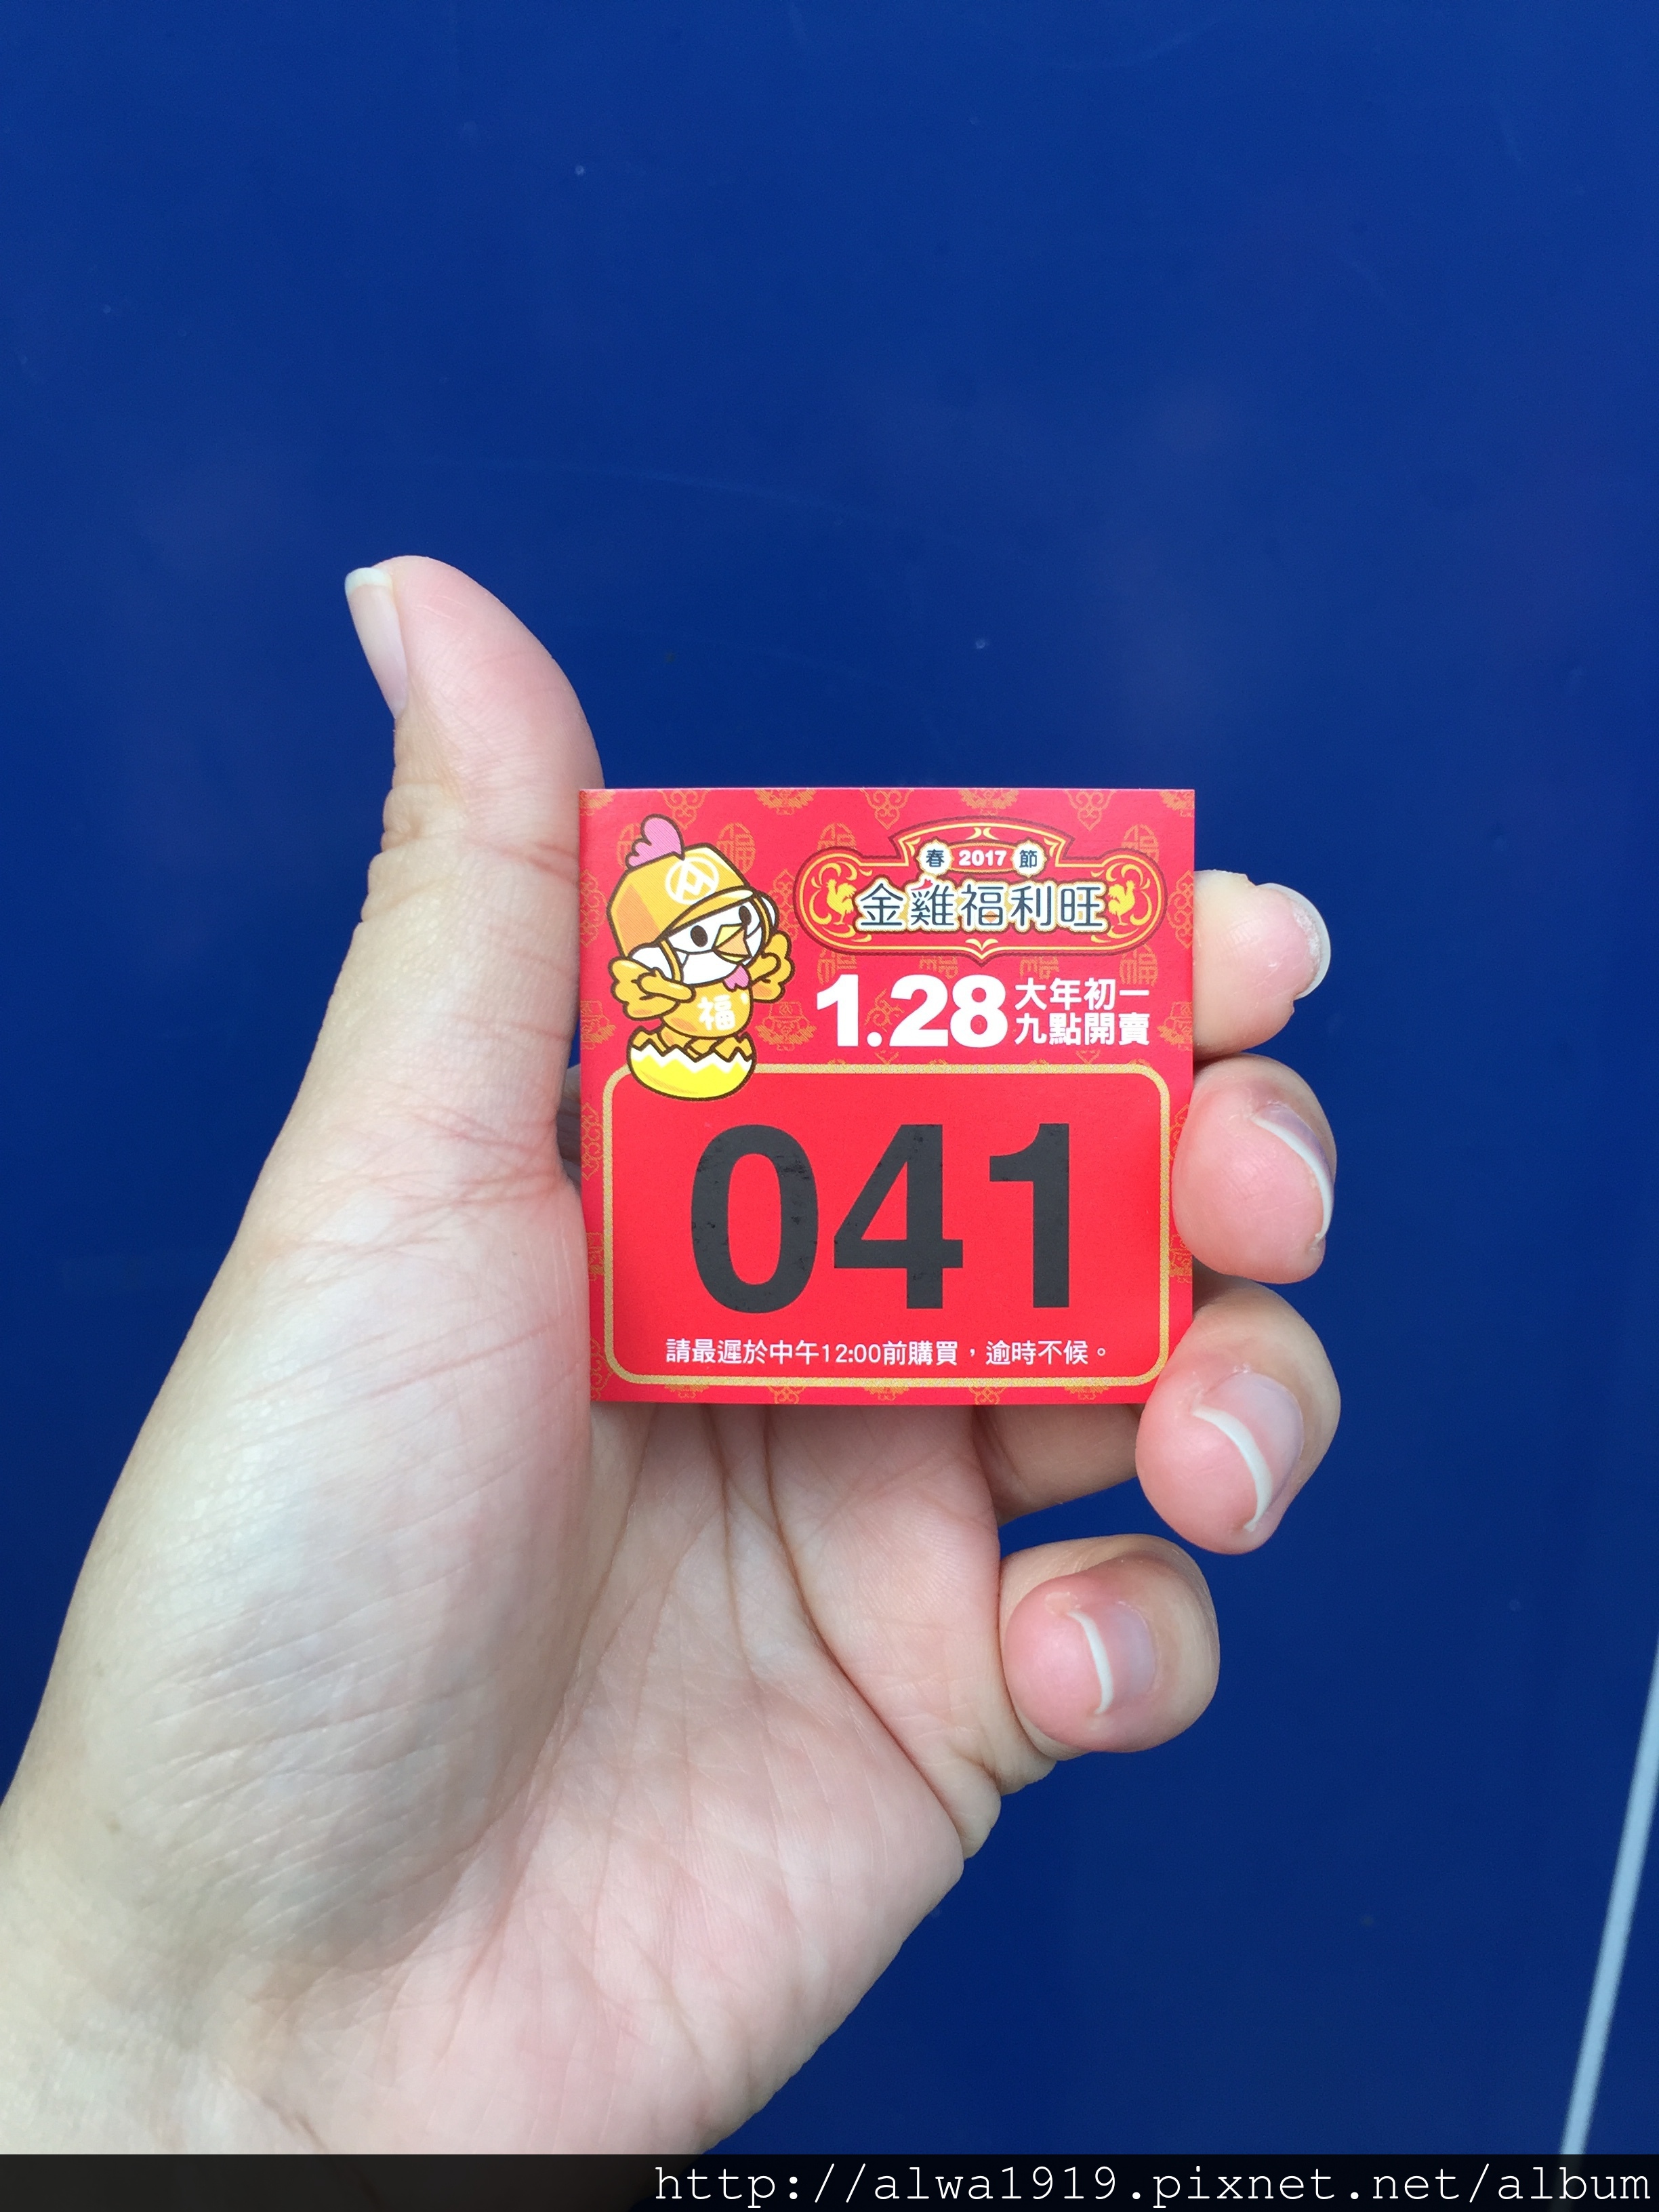 春 2017 節
金雞福利旺
1.28 大年初一
九點開賣
福
041
請最遲於中午12:00前購買，逾時不候。
http://alwa1919.pixnet.net/album